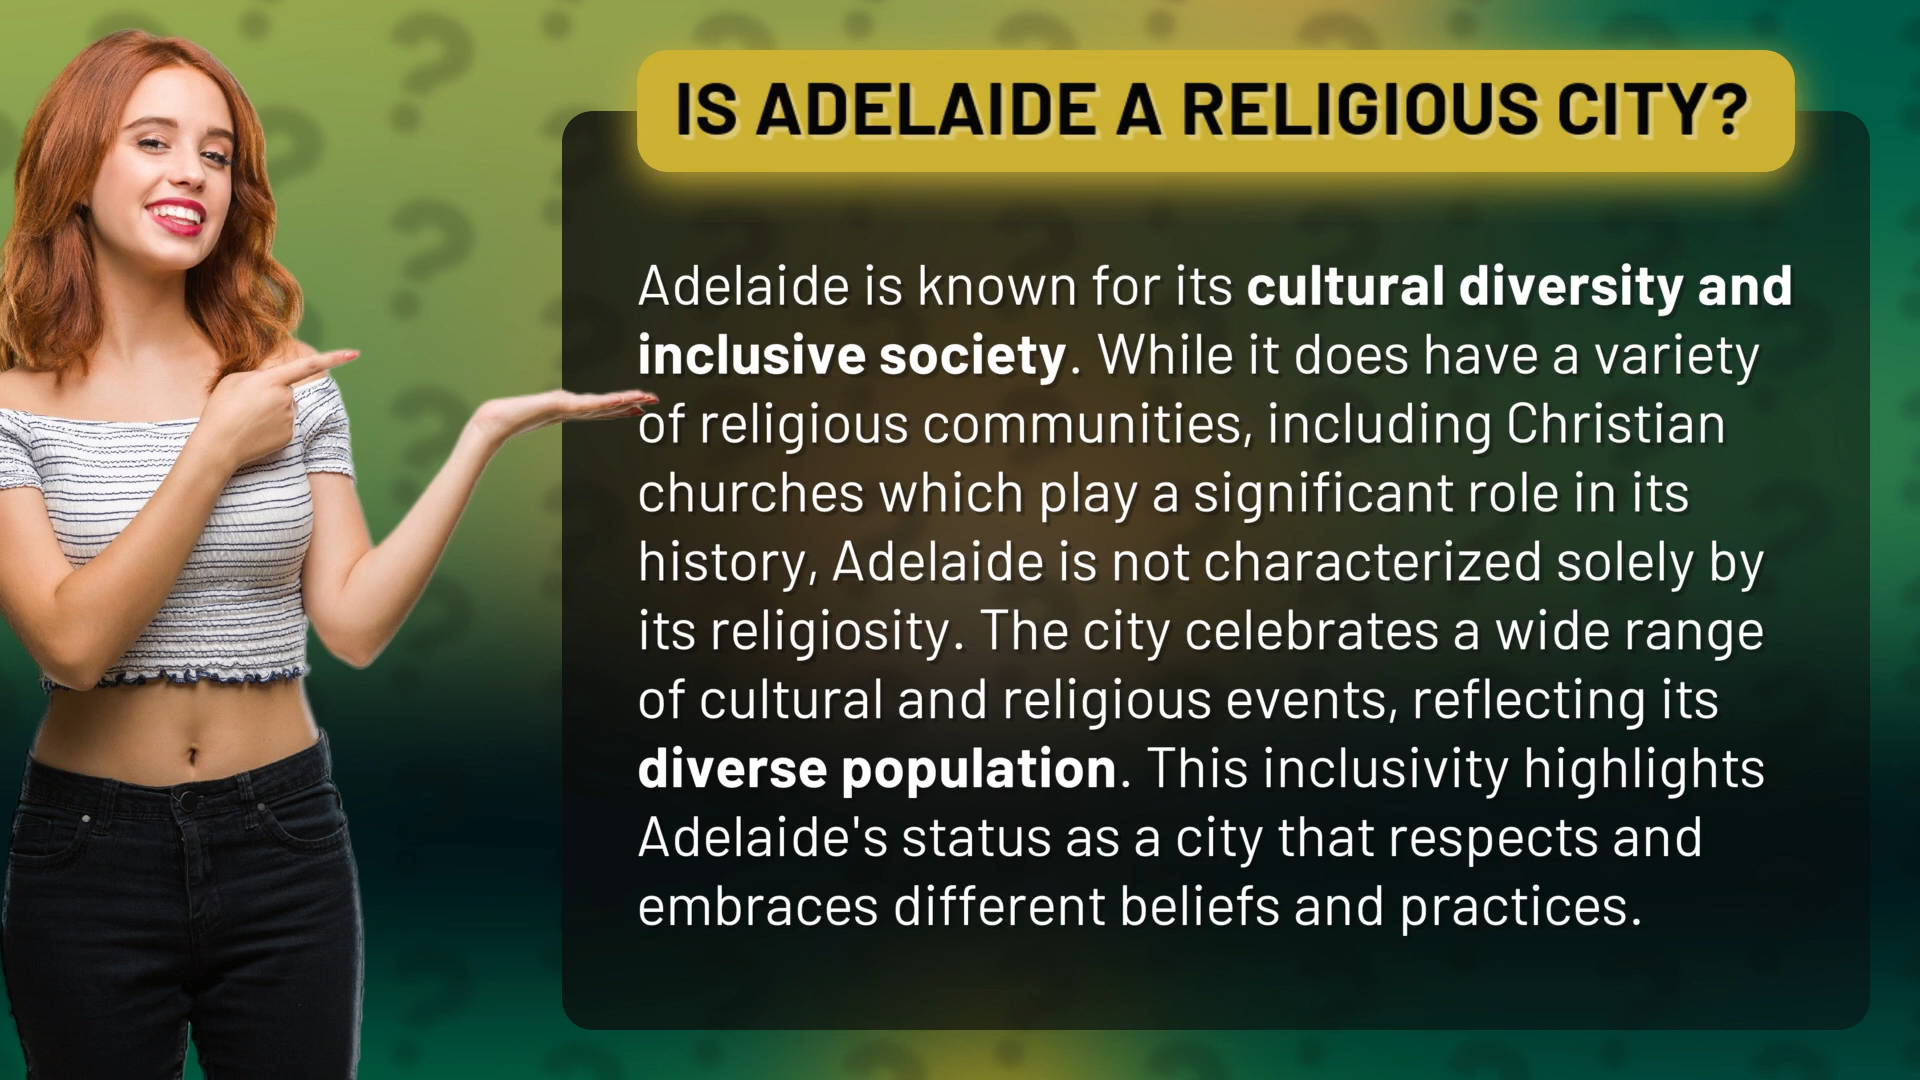 IS ADELAIDE A RELIGIOUS CITY?
Adelaide is known for its cultural diversity and
inclusive society. While it does have a variety
of religious communities, including Christian
churches which play a significant role in its
history, Adelaide is not characterized solely by
its religiosity. The city celebrates a wide range
of cultural and religious events, reflecting its
diverse population. This inclusivity highlights
Adelaide's status as a city that respects and
embraces different beliefs and practices.